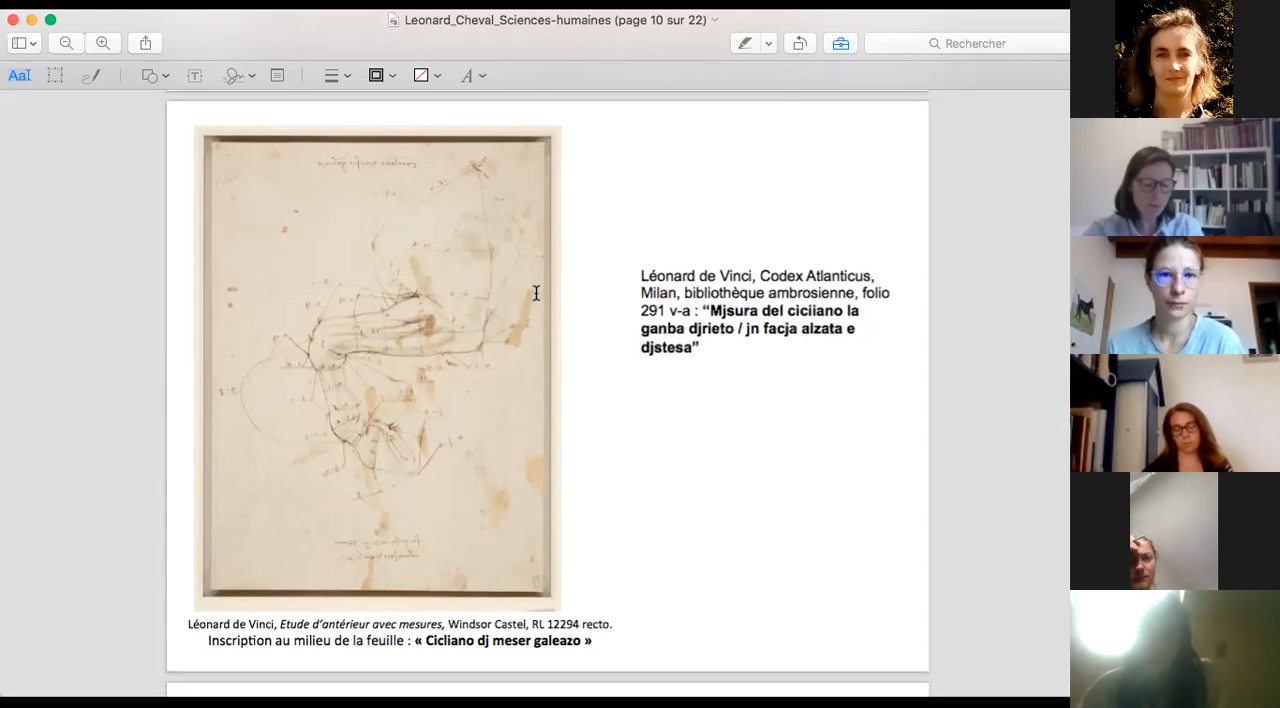 Leonard_Cheval_Sciences-humaines (page 10 sur 22)
Rechercher
AaI
A
Léonard de Vinci, Codex Atlanticus,
Milan, bibliothèque ambrosienne, folio
291 v-a : “Mjsura del ciciiano la
ganba djrieto / jn facja alzata e
djstesa”
Léonard de Vinci, Etude d’antérieur avec mesures, Windsor Castel, RL 12294 recto.
Inscription au milieu de la feuille : « Cicliano dj meser galeazo »